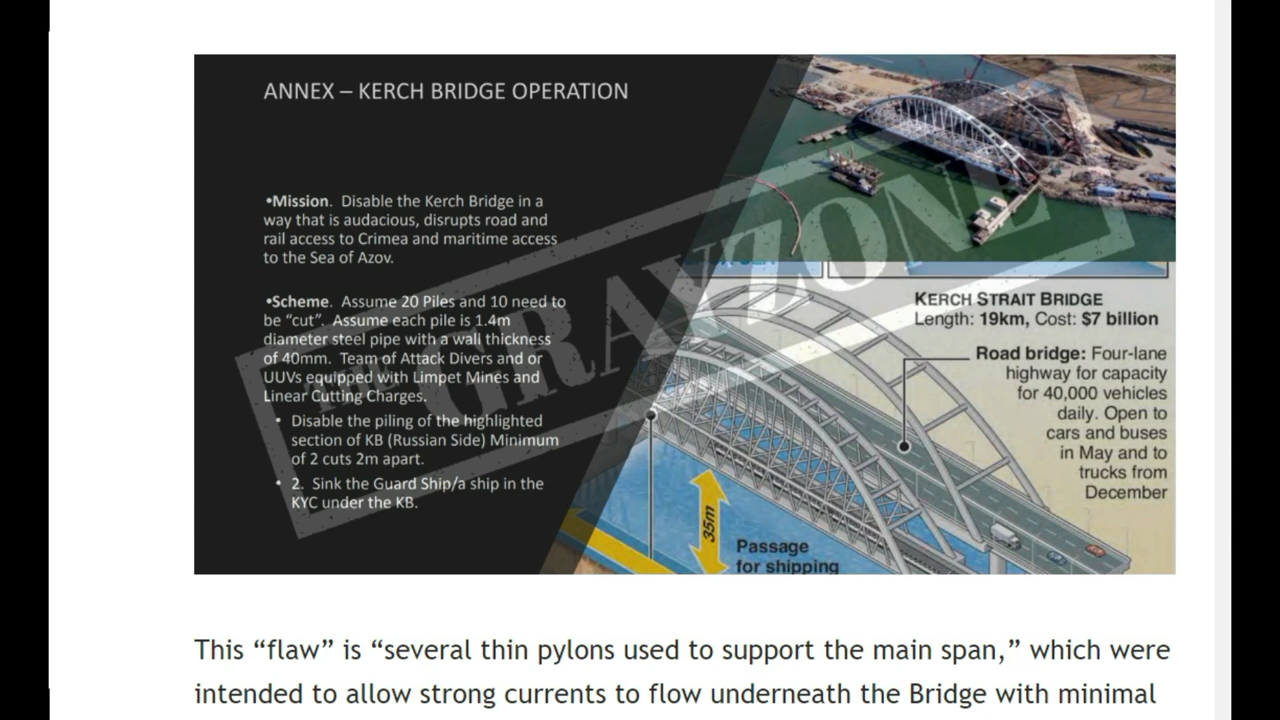 ANNEX – KERCH BRIDGE OPERATION
•Mission. Disable the Kerch Bridge in a
way that is audacious, disrupts road and
rail access to Crimea and maritime access
to the Sea of Azov.
•Scheme. Assume 20 Piles and 10 need to
be “cut”. Assume each pile is 1.4m
diameter steel pipe with a wall thickness
of 40mm. Team of Attack Divers and or
UUVs equipped with Limpet Mines and
Linear Cutting Charges.
• Disable the piling of the highlighted
section of KB (Russian Side) Minimum
of 2 cuts 2m apart.
• 2. Sink the Guard Ship/a ship in the
KYC under the KB.
THE GRAYZONE
KERCH STRAIT BRIDGE
Length: 19km, Cost: $7 billion
Road bridge: Four-lane
highway for capacity
for 40,000 vehicles
daily. Open to
cars and buses
in May and to
trucks from
December
35m
Passage
for shipping
This “flaw” is “several thin pylons used to support the main span,” which were
intended to allow strong currents to flow underneath the Bridge with minimal